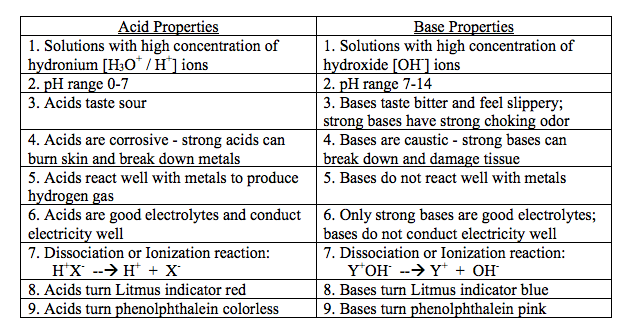 Acid Properties
Base Properties
1. Solutions with high concentration of
hydronium [H₃O⁺ / H⁺] ions
1. Solutions with high concentration of
hydroxide [OH⁻] ions
2. pH range 0-7
2. pH range 7-14
3. Acids taste sour
3. Bases taste bitter and feel slippery;
strong bases have strong choking odor
4. Acids are corrosive - strong acids can
burn skin and break down metals
4. Bases are caustic - strong bases can
break down and damage tissue
5. Acids react well with metals to produce
hydrogen gas
5. Bases do not react well with metals
6. Acids are good electrolytes and conduct
electricity well
6. Only strong bases are good electrolytes;
bases do not conduct electricity well
7. Dissociation or Ionization reaction:
H⁺X⁻ --→ H⁺ + X⁻
7. Dissociation or Ionization reaction:
Y⁺OH⁻ --→ Y⁺ + OH⁻
8. Acids turn Litmus indicator red
8. Bases turn Litmus indicator blue
9. Acids turn phenolphthalein colorless
9. Bases turn phenolphthalein pink